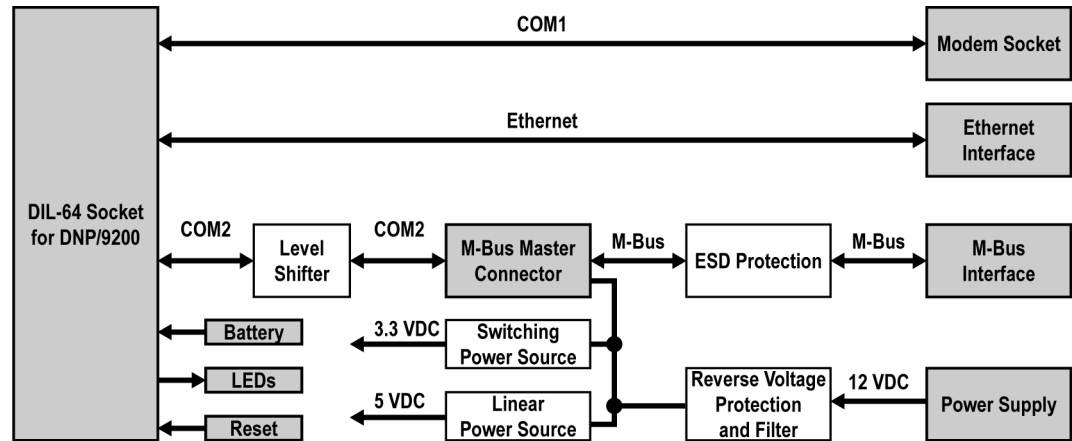 COM1
Modem Socket
Ethernet
Ethernet
Interface
DIL-64 Socket
for DNP/9200
COM2
Level
Shifter
COM2
M-Bus Master
Connector
M-Bus
ESD Protection
M-Bus
M-Bus
Interface
Battery
3.3 VDC
Switching
Power Source
LEDs
Reset
5 VDC
Linear
Power Source
Reverse Voltage
Protection
and Filter
12 VDC
Power Supply